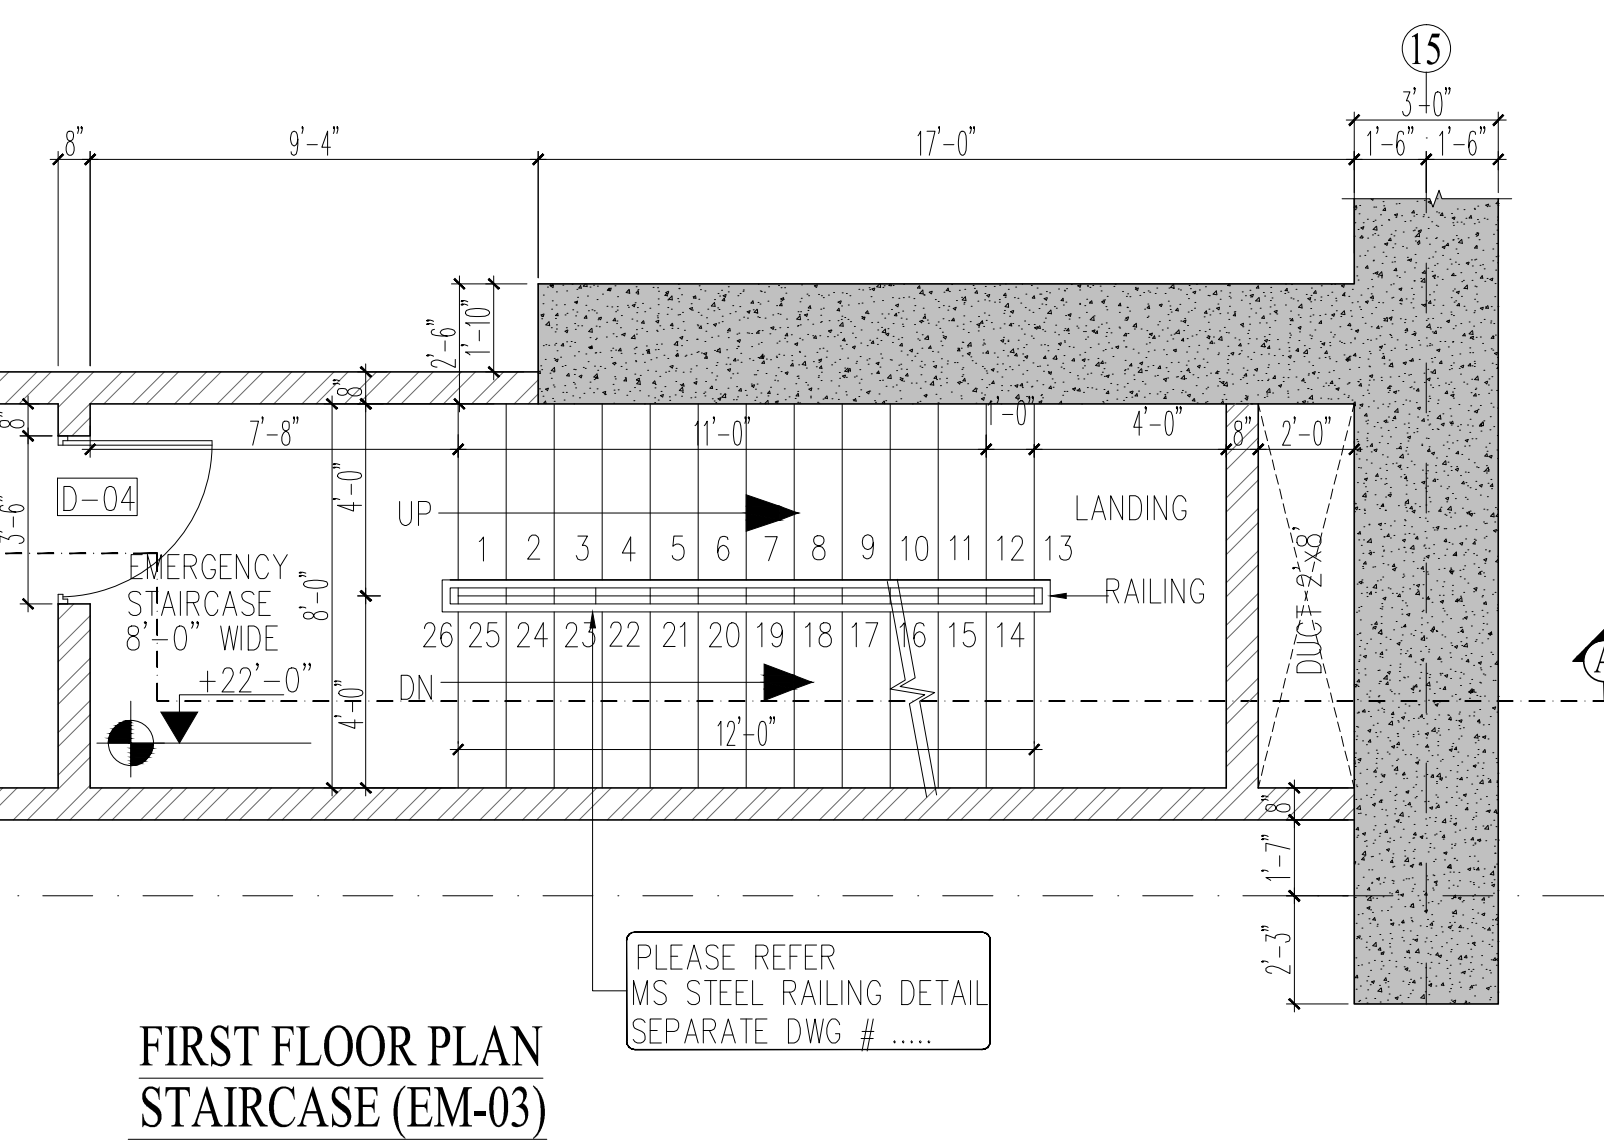 15
3'-0"
8"
9'-4"
17'-0"
1'-6"
1'-6"
2'-6"
1'-10"
8"
8"
7'-8"
11'-0"
1'-0"
4'-0"
8"
2'-0"
3'-6"
D-04
4'-0"
UP
LANDING
1 2 3 4 5 6 7 8 9 10 11 12 13
EMERGENCY
STAIRCASE
8'-0" WIDE
8'-0"
RAILING
DUCT 2'x8'
26 25 24 23 22 21 20 19 18 17 16 15 14
+22'-0"
DN
4'-0"
12'-0"
A
8"
1'-7"
2'-3"
PLEASE REFER
MS STEEL RAILING DETAIL
SEPARATE DWG # .....
FIRST FLOOR PLAN
STAIRCASE (EM-03)